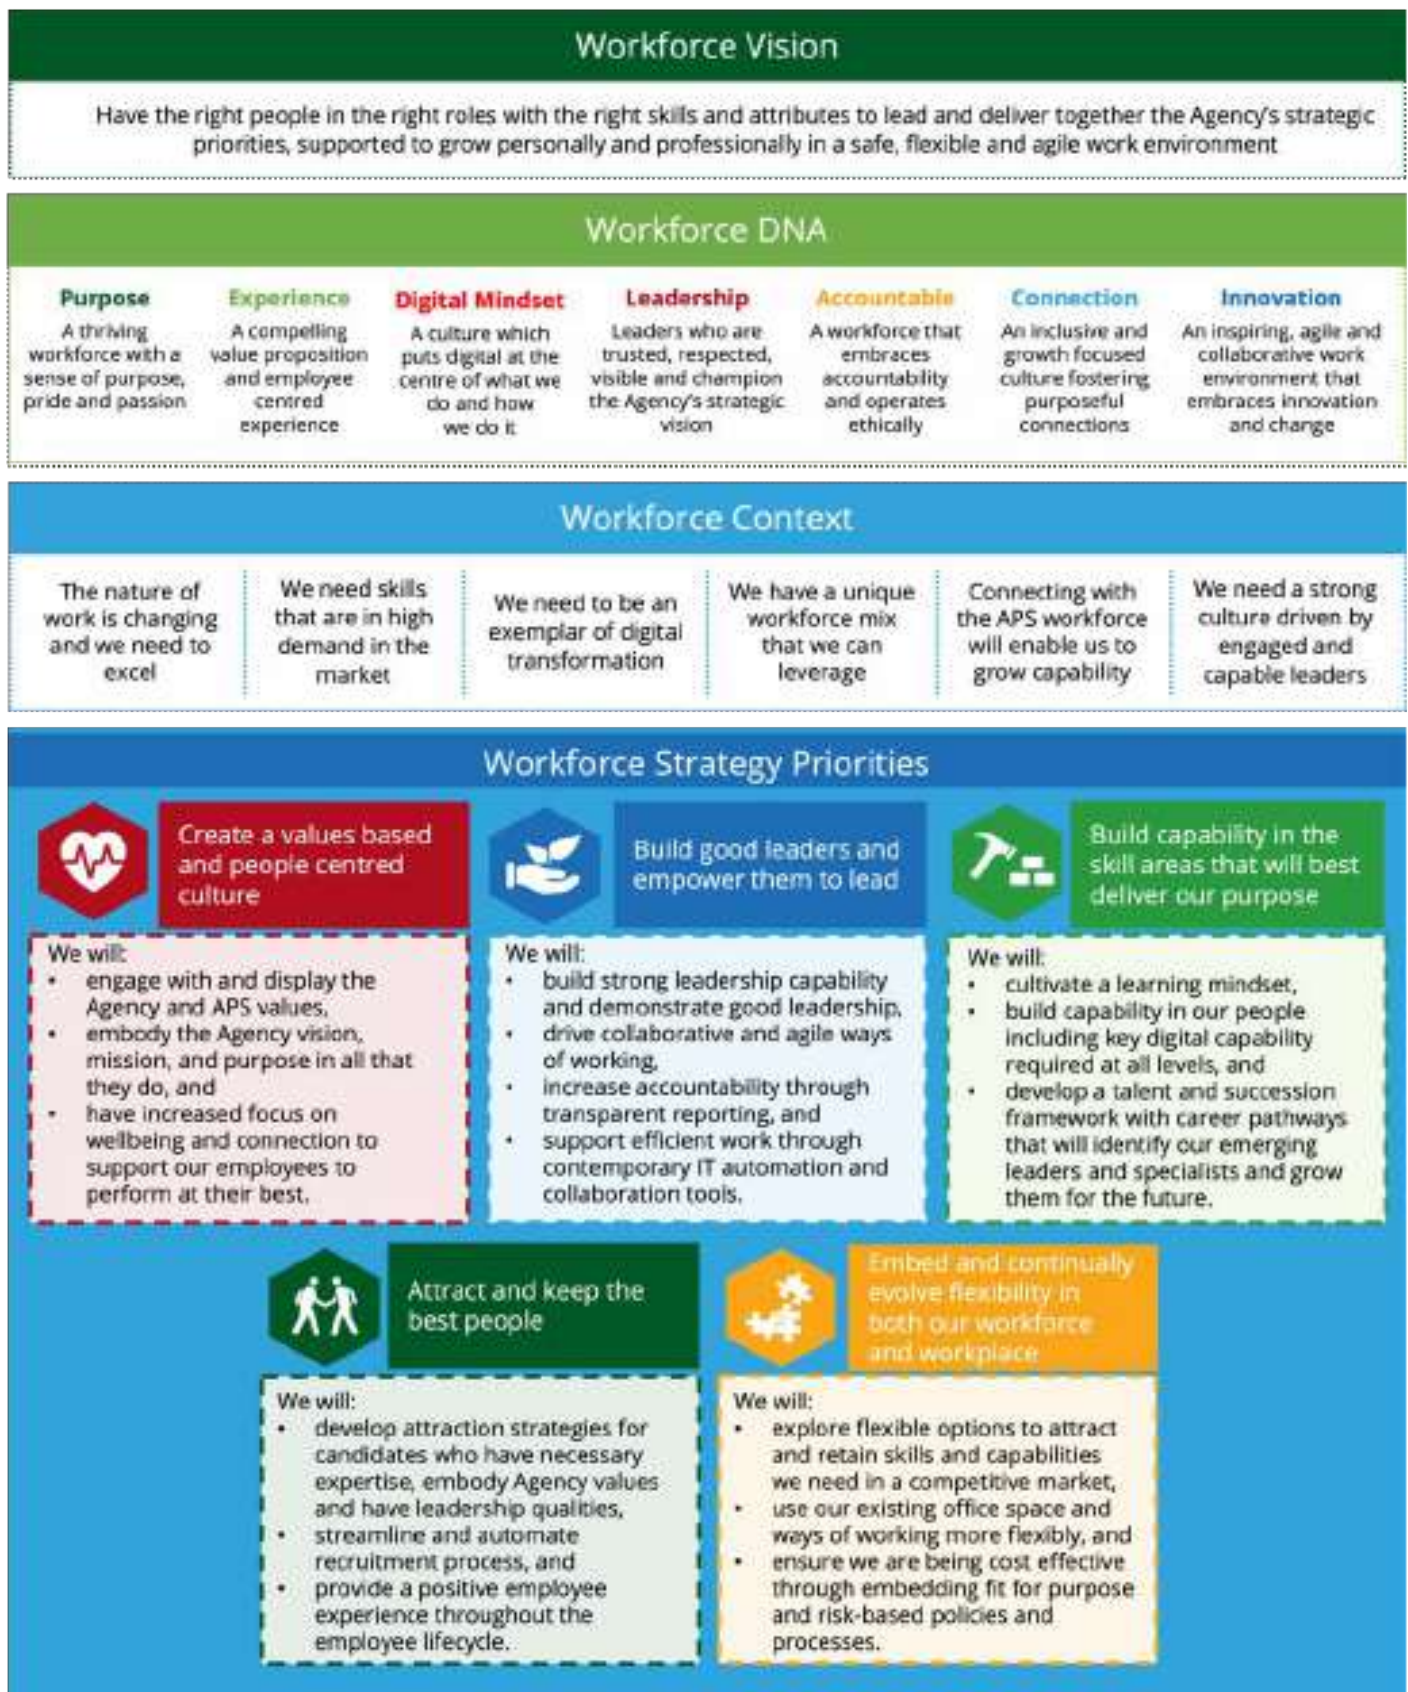 Workforce Vision
Have the right people in the right roles with the right skills and attributes to lead and deliver together the Agency's strategic
priorities, supported to grow personally and professionally in a safe, flexible and agile work environment
Workforce DNA
Purpose
A thriving
workforce with a
sense of purpose,
pride and passion
Experience
A compelling
value proposition
and employee
centred
experience
Digital Mindset
A culture which
puts digital at the
centre of what we
do and how
we do it
Leadership
Leaders who are
trusted, respected,
visible and champion
the Agency's strategic
vision
Accountable
A workforce that
embraces
accountability
and operates
ethically
Connection
An inclusive and
growth focused
culture fostering
purposeful
connections
Innovation
An inspiring, agile and
collaborative work
environment that
embraces innovation
and change
Workforce Context
The nature of
work is changing
and we need to
excel
We need skills
that are in high
demand in the
market
We need to be an
exemplar of digital
transformation
We have a unique
workforce mix
that we can
leverage
Connecting with
the APS workforce
will enable us to
grow capability
We need a strong
culture driven by
engaged and
capable leaders
Workforce Strategy Priorities
Create a values based
and people centred
culture
We will:
• engage with and display the
Agency and APS values,
• embody the Agency vision,
mission, and purpose in all that
they do, and
• have increased focus on
wellbeing and connection to
support our employees to
perform at their best.
Build good leaders and
empower them to lead
We will:
• build strong leadership capability
and demonstrate good leadership,
• drive collaborative and agile ways
of working,
• increase accountability through
transparent reporting, and
• support efficient work through
contemporary IT automation and
collaboration tools.
Build capability in the
skill areas that will best
deliver our purpose
We will:
• cultivate a learning mindset,
• build capability in our people
including key digital capability
required at all levels, and
• develop a talent and succession
framework with career pathways
that will identify our emerging
leaders and specialists and grow
them for the future.
Attract and keep the
best people
We will:
• develop attraction strategies for
candidates who have necessary
expertise, embody Agency values
and have leadership qualities,
• streamline and automate
recruitment process, and
• provide a positive employee
experience throughout the
employee lifecycle.
Embed and continually
evolve flexibility in
both our workforce
and workplace
We will:
• explore flexible options to attract
and retain skills and capabilities
we need in a competitive market,
• use our existing office space and
ways of working more flexibly, and
• ensure we are being cost effective
through embedding fit for purpose
and risk-based policies and
processes.